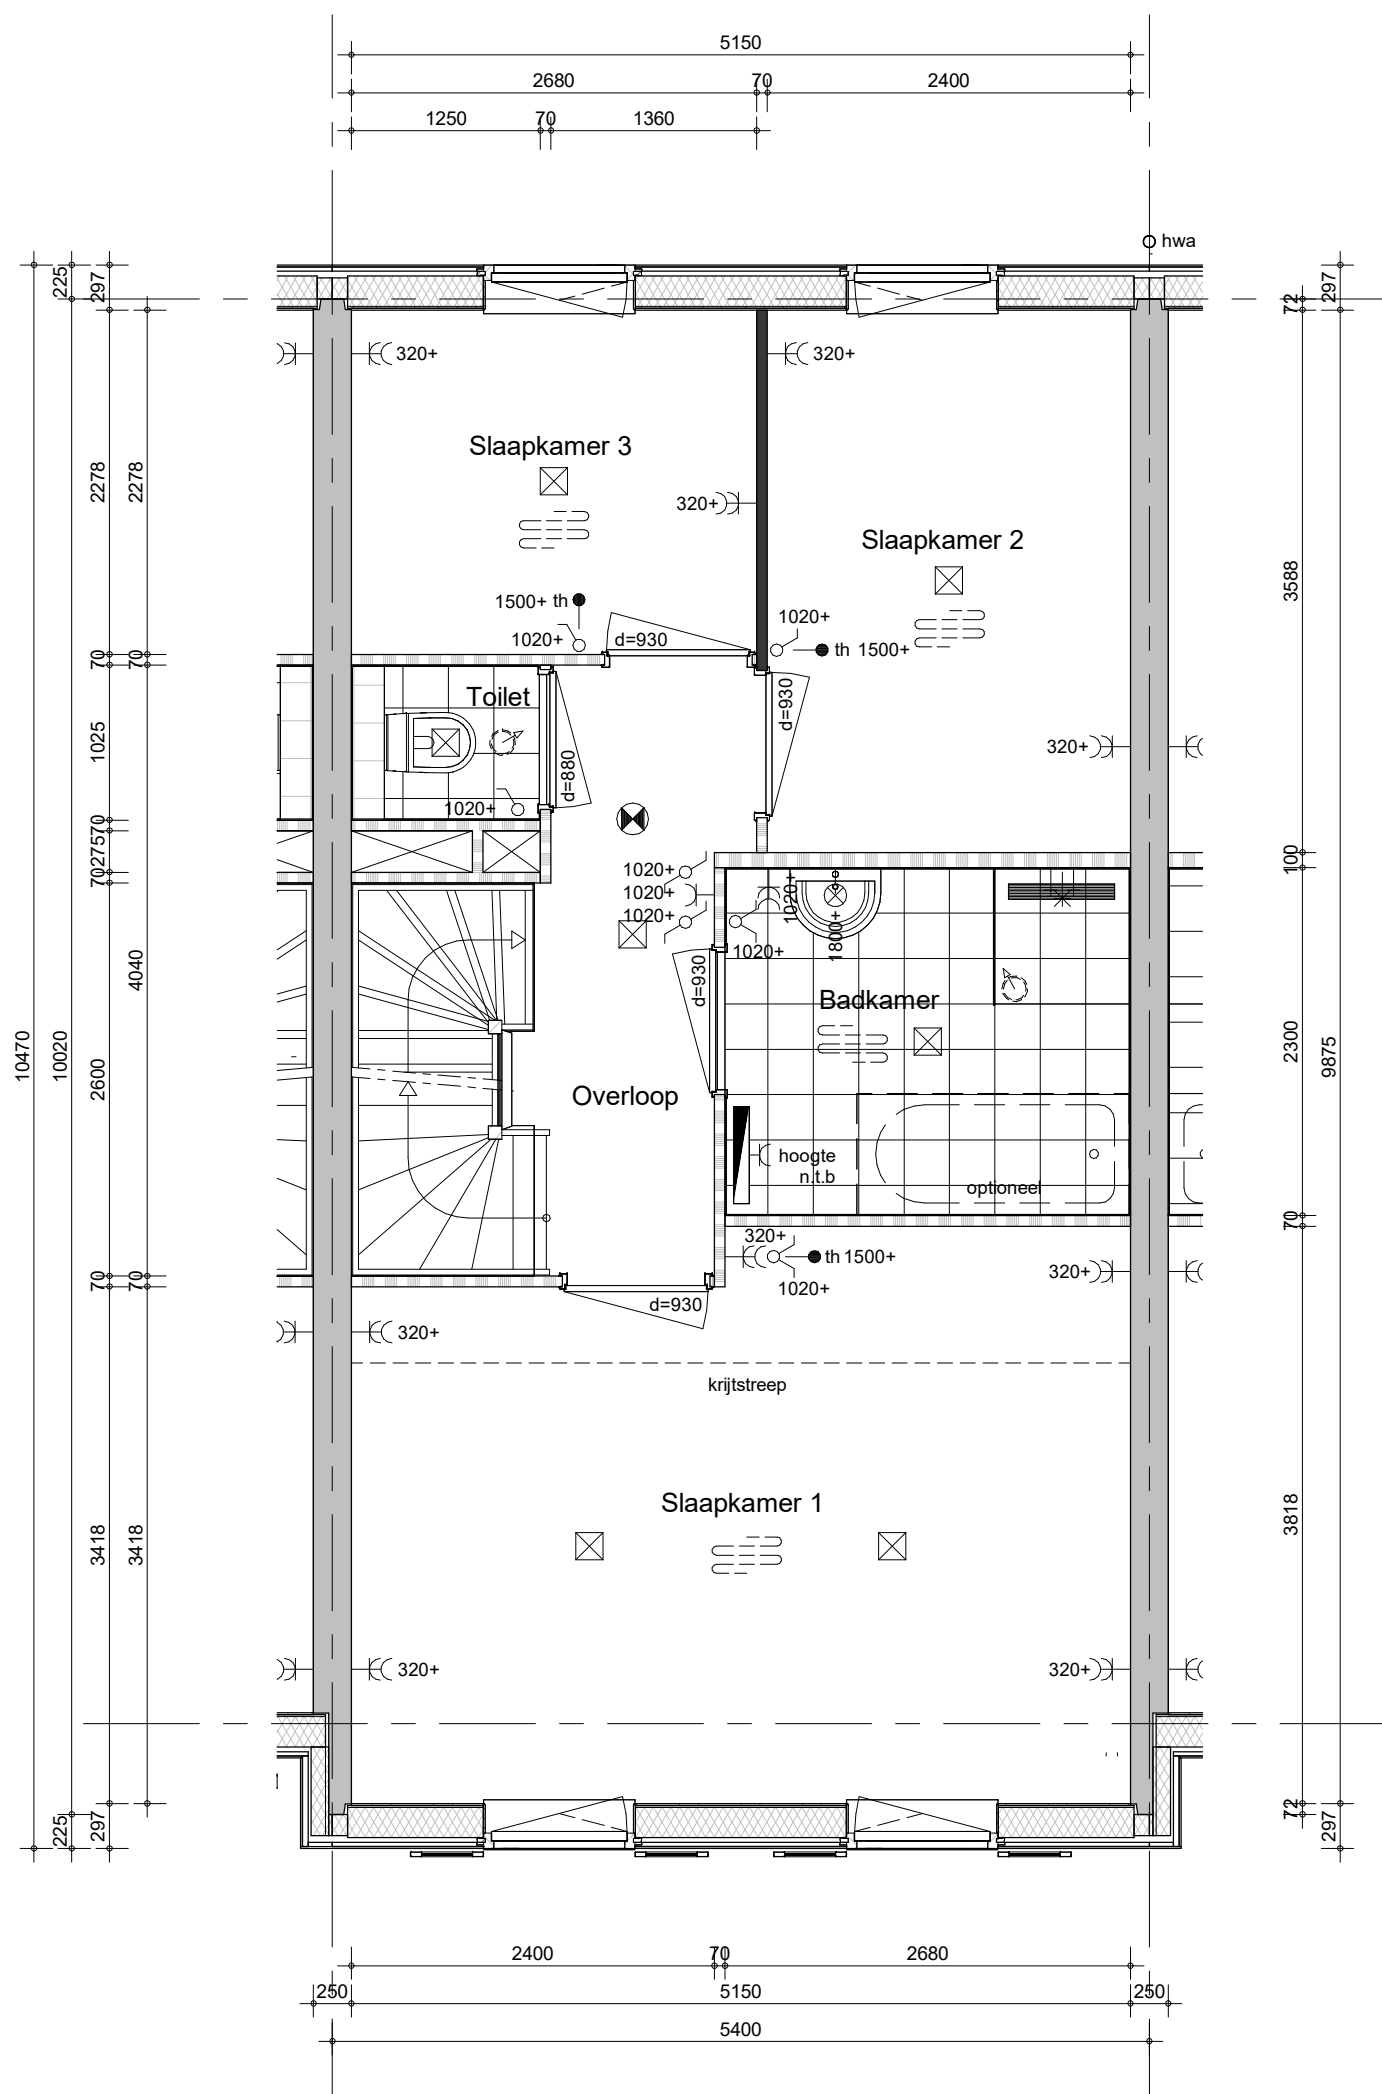 5150
2680 70 2400
1250 70 1360
hwa
225
297
297
72
320+
320+
Slaapkamer 3
2278
2278
320+
Slaapkamer 2
3588
1500+ th
1020+
1020+
d=930
th 1500+
70
70
Toilet
d=930
1025
320+
d=880
1020+
70
275
70
1020+
1020+
1020+
1020+
1020+
1800+
100
4040
d=930
Badkamer
10470
10020
2600
2300
9875
Overloop
hoogte
n.t.b
optioneel
70
320+
th 1500+
1020+
320+
70
70
d=930
320+
krijtstreep
Slaapkamer 1
3418
3418
3818
320+
320+
225
297
72
297
2400 70 2680
250 5150 250
5400